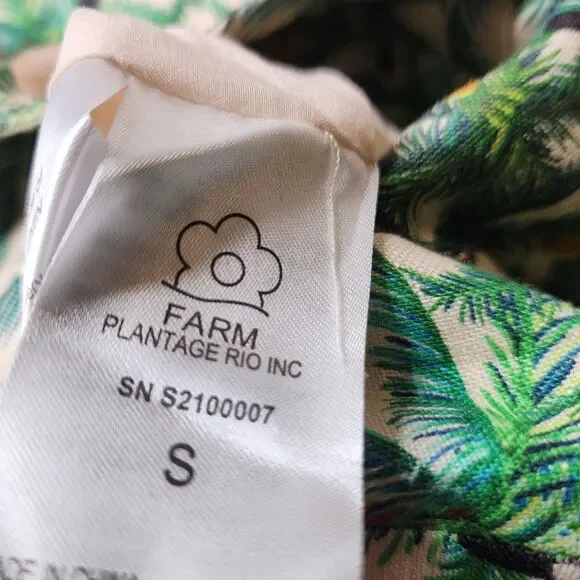 FARM
PLANTAGE RIO INC
SN S2100007
S